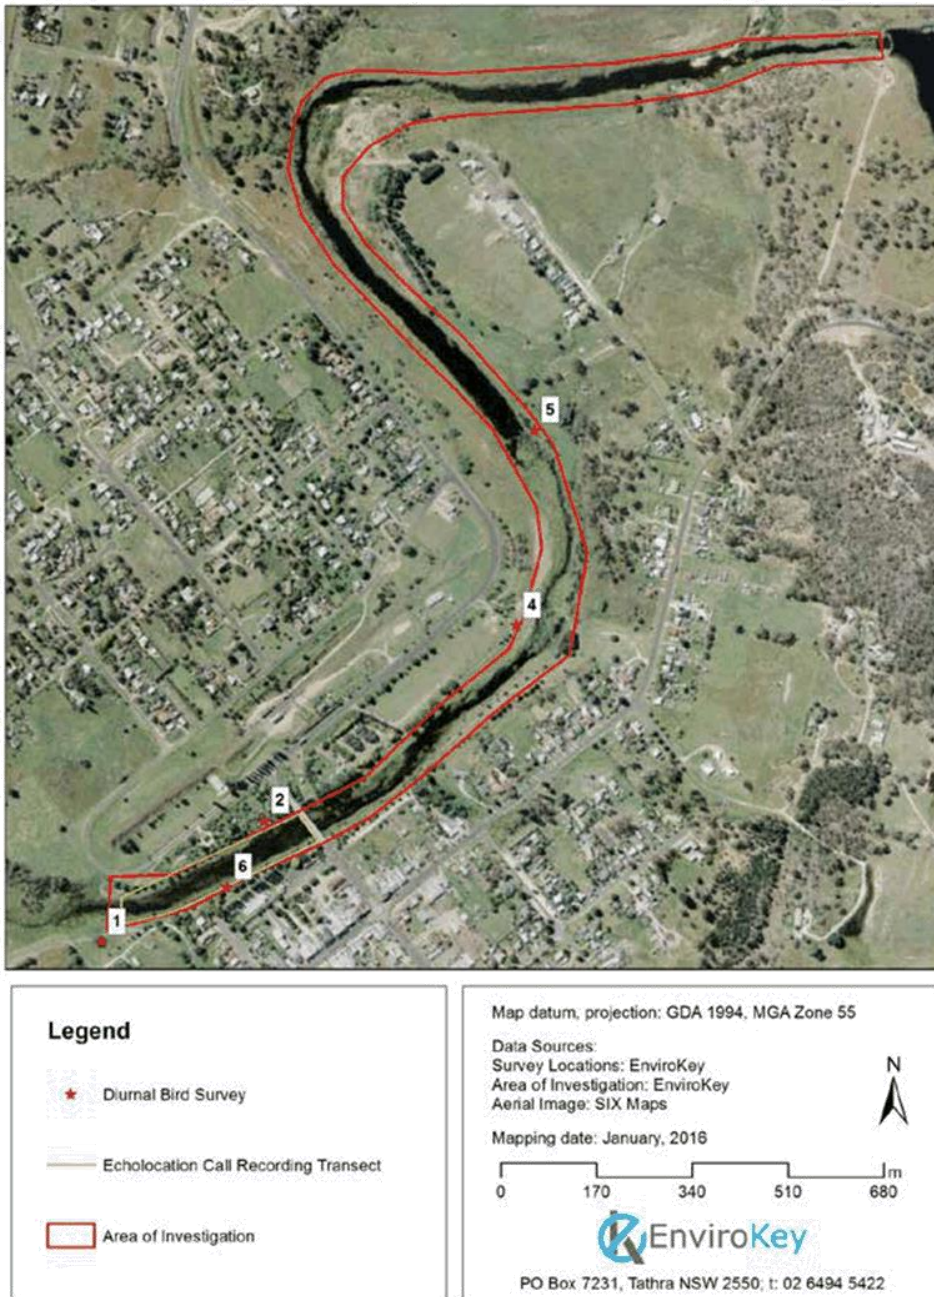 5
4
2
6
1
Legend
Diurnal Bird Survey
Echolocation Call Recording Transect
Area of Investigation
Map datum, projection: GDA 1994, MGA Zone 55
Data Sources:
Survey Locations: EnviroKey
Area of Investigation: EnviroKey
Aerial Image: SIX Maps
Mapping date: January, 2016
N
m
0 170 340 510 680
EnviroKey
PO Box 7231, Tathra NSW 2550; t: 02 6494 5422